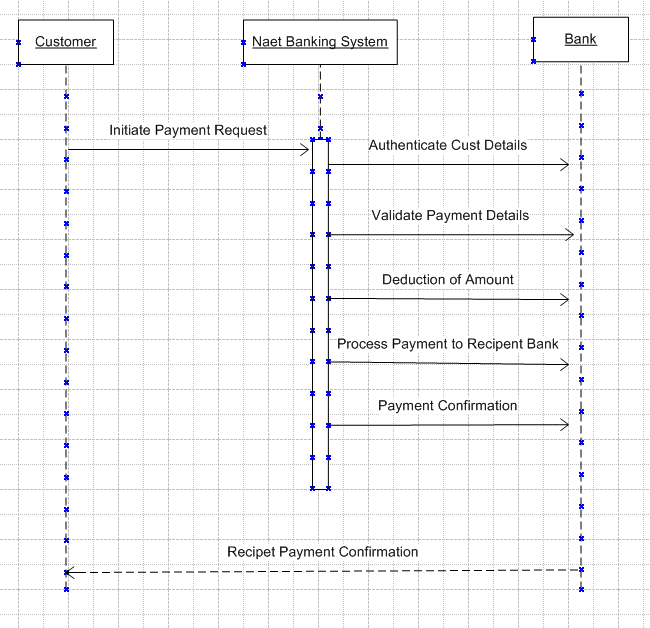 Customer
Naet Banking System
Bank
Initiate Payment Request
Authenticate Cust Details
Validate Payment Details
Deduction of Amount
Process Payment to Recipent Bank
Payment Confirmation
Recipet Payment Confirmation